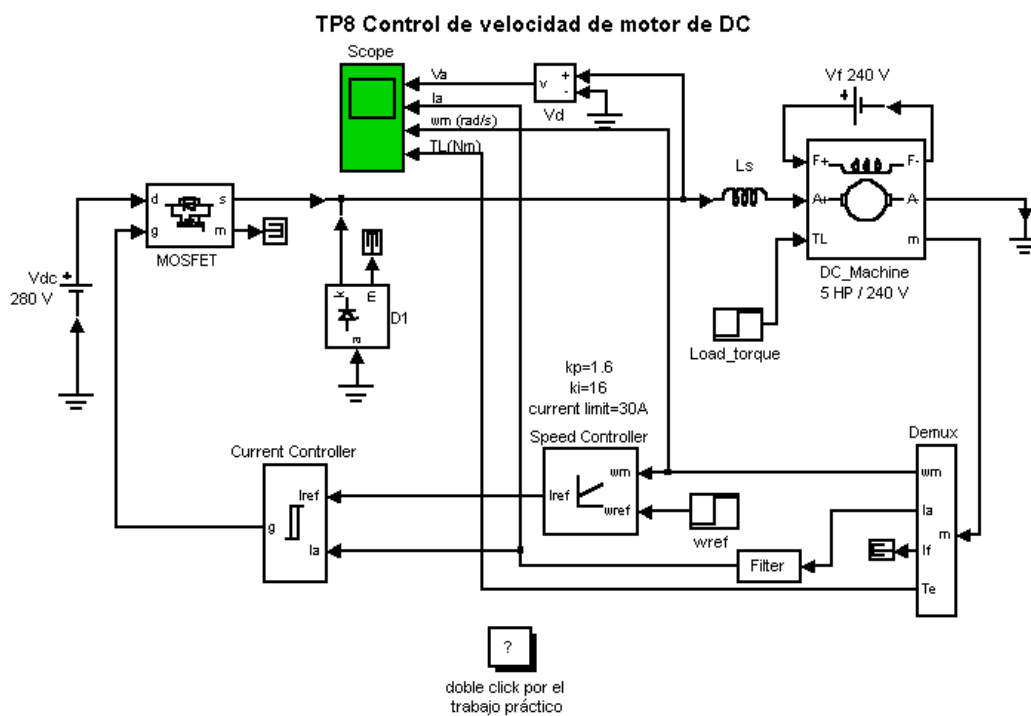 TP8 Control de velocidad de motor de DC
Scope
Va
Ia
wm (rad/s)
TL(Nm)
v
+
-
Vd
Vf 240 V
+
Ls
F+
F-
A+
A-
TL
m
DC_Machine
5 HP / 240 V
d
s
g
m
MOSFET
Vdc
+
280 V
k
m
a
D1
Load_torque
kp=1.6
ki=16
current limit=30A
Speed Controller
wm
Iref
wref
wref
Current Controller
Iref
g
Ia
Demux
wm
Ia
m
If
Te
Filter
?
doble click por el
trabajo práctico